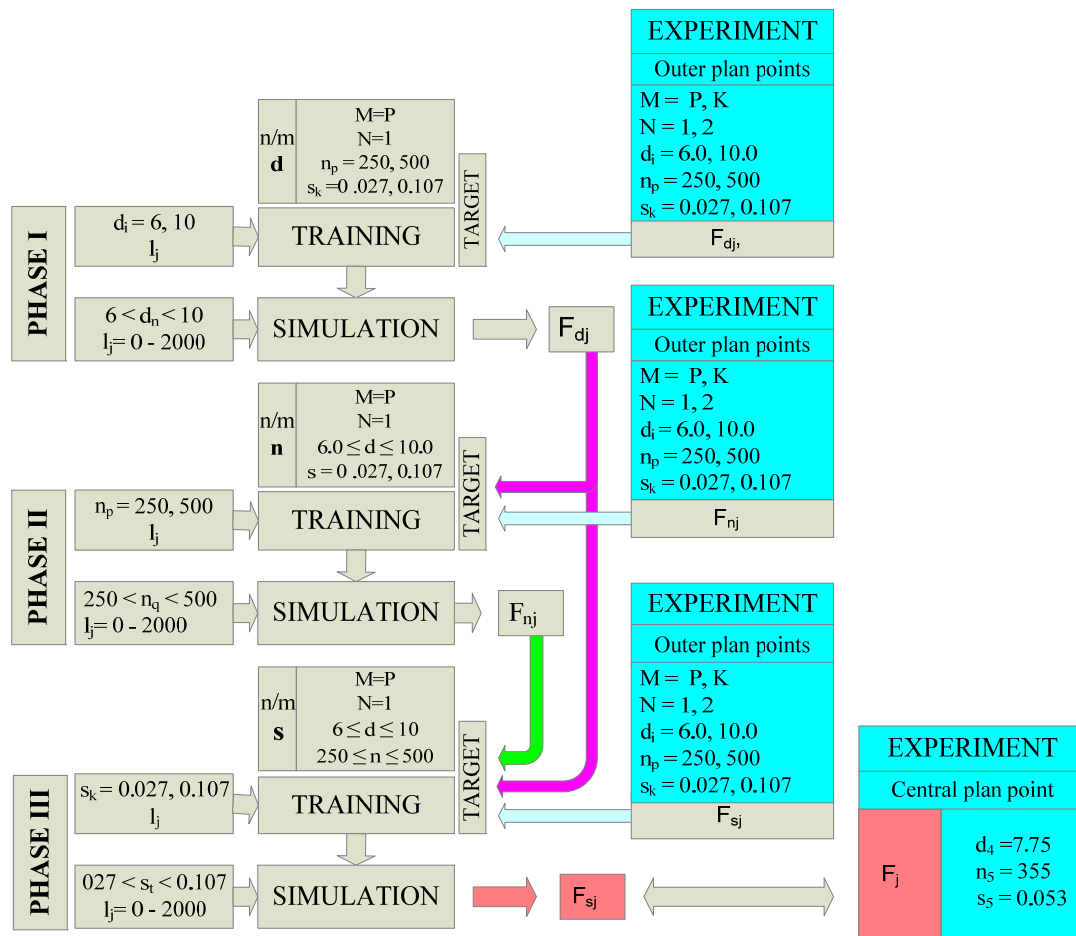 EXPERIMENT
Outer plan points
M = P, K
N = 1, 2
dᵢ = 6.0, 10.0
nₚ = 250, 500
sₖ = 0.027, 0.107
F_dj,
n/m
d
M=P
N=1
nₚ = 250, 500
sₖ =0 .027, 0.107
TARGET
PHASE I
dᵢ = 6, 10
lⱼ
TRAINING
6 < dₙ < 10
lⱼ= 0 - 2000
SIMULATION
F_dj
EXPERIMENT
Outer plan points
M = P, K
N = 1, 2
dᵢ = 6.0, 10.0
nₚ = 250, 500
sₖ = 0.027, 0.107
F_nj
n/m
n
M=P
N=1
6.0 ≤ d ≤ 10.0
s = 0.027, 0.107
TARGET
PHASE II
nₚ = 250, 500
lⱼ
TRAINING
250 < n_q < 500
lⱼ= 0 - 2000
SIMULATION
F_nj
EXPERIMENT
Outer plan points
M = P, K
N = 1, 2
dᵢ = 6.0, 10.0
nₚ = 250, 500
sₖ = 0.027, 0.107
F_sj
n/m
s
M=P
N=1
6 ≤ d ≤ 10
250 ≤ n ≤ 500
TARGET
PHASE III
sₖ = 0.027, 0.107
lⱼ
TRAINING
027 < sₜ < 0.107
lⱼ= 0 - 2000
SIMULATION
F_sj
EXPERIMENT
Central plan point
Fⱼ
d₄ =7.75
n₅ = 355
s₅ = 0.053